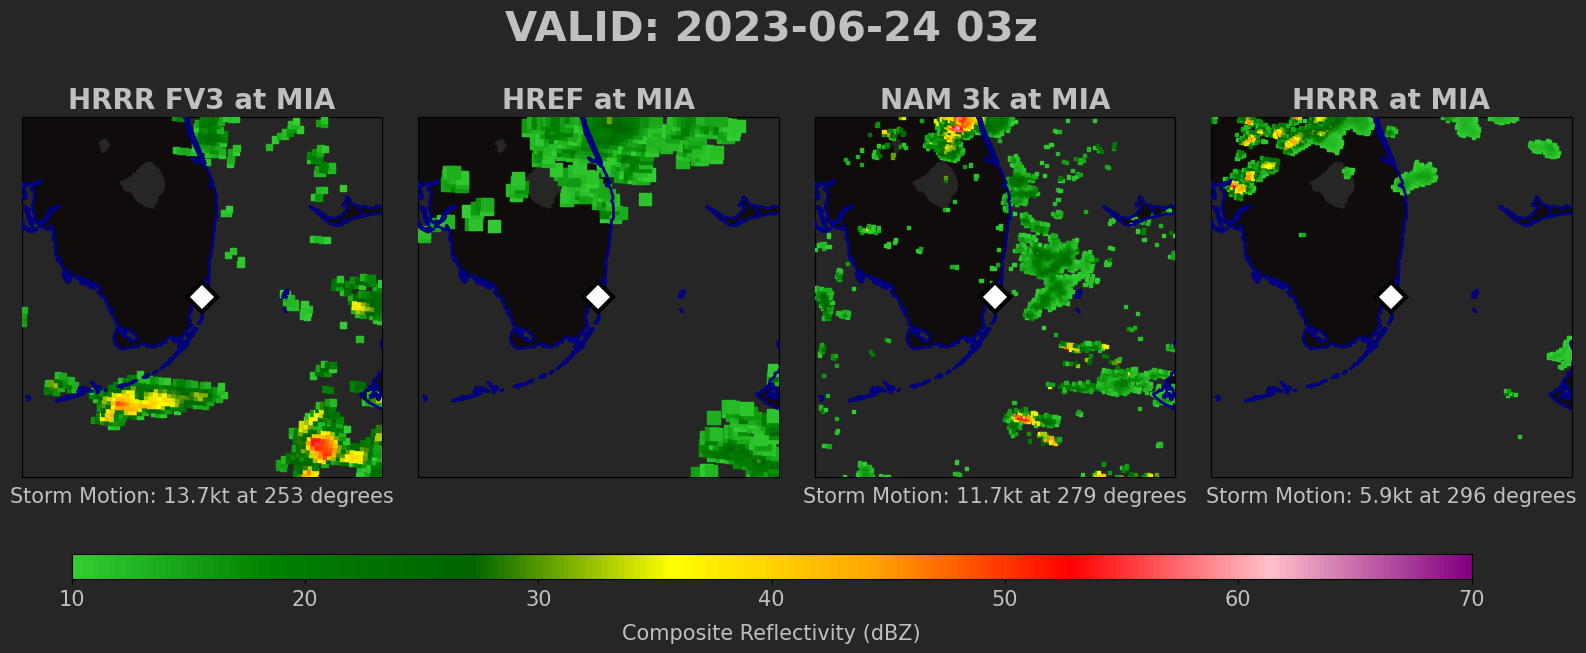 VALID: 2023-06-24 03z
HRRR FV3 at MIA
HREF at MIA
NAM 3k at MIA
HRRR at MIA
Storm Motion: 13.7kt at 253 degrees
Storm Motion: 11.7kt at 279 degrees
Storm Motion: 5.9kt at 296 degrees
10 20 30 40 50 60 70
Composite Reflectivity (dBZ)